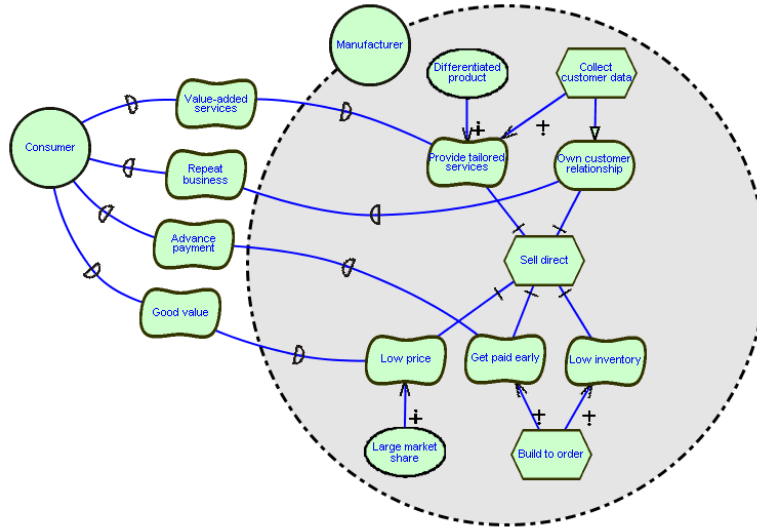 Manufacturer
Differentiated
product
Collect
customer data
Value-added
services
Consumer
Provide tailored
services
Own customer
relationship
Repeat
business
Advance
payment
Sell direct
Good value
Low price
Get paid early
Low inventory
Large market
share
Build to order